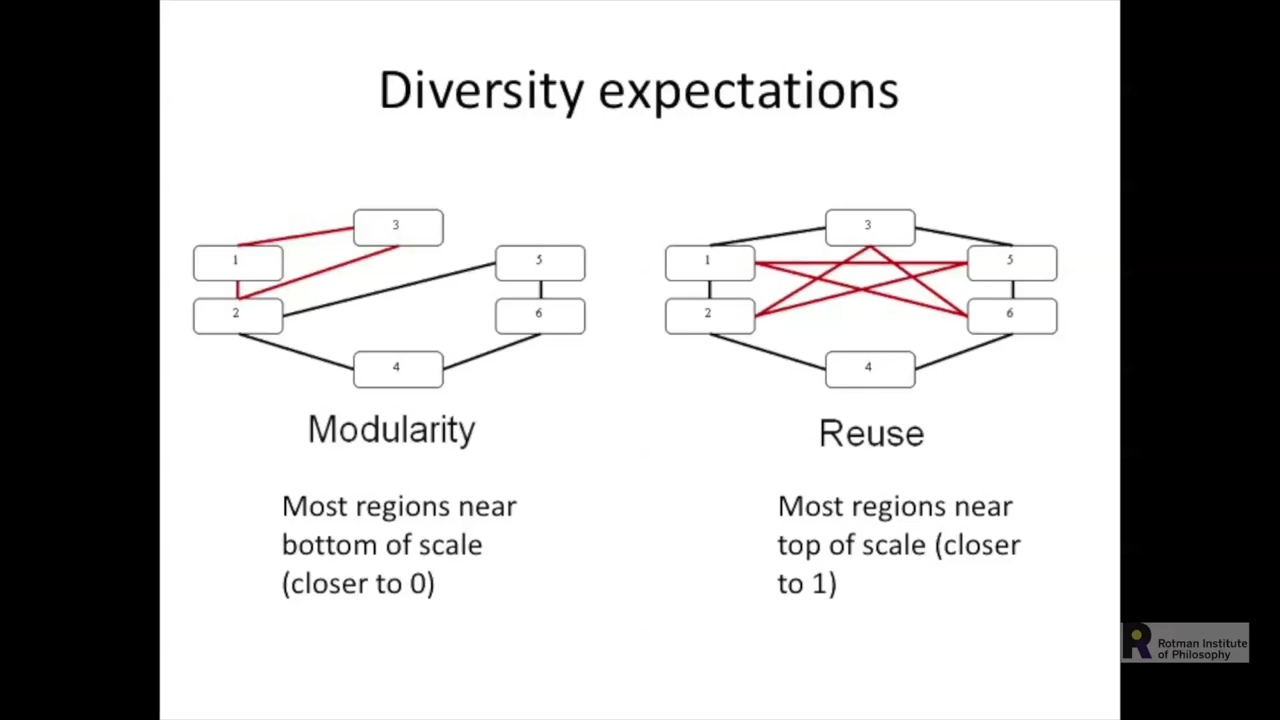 Diversity expectations
3
1
5
2
6
4
Modularity
Most regions near
bottom of scale
(closer to 0)
3
1
5
2
6
4
Reuse
Most regions near
top of scale (closer
to 1)
Rotman Institute
of Philosophy